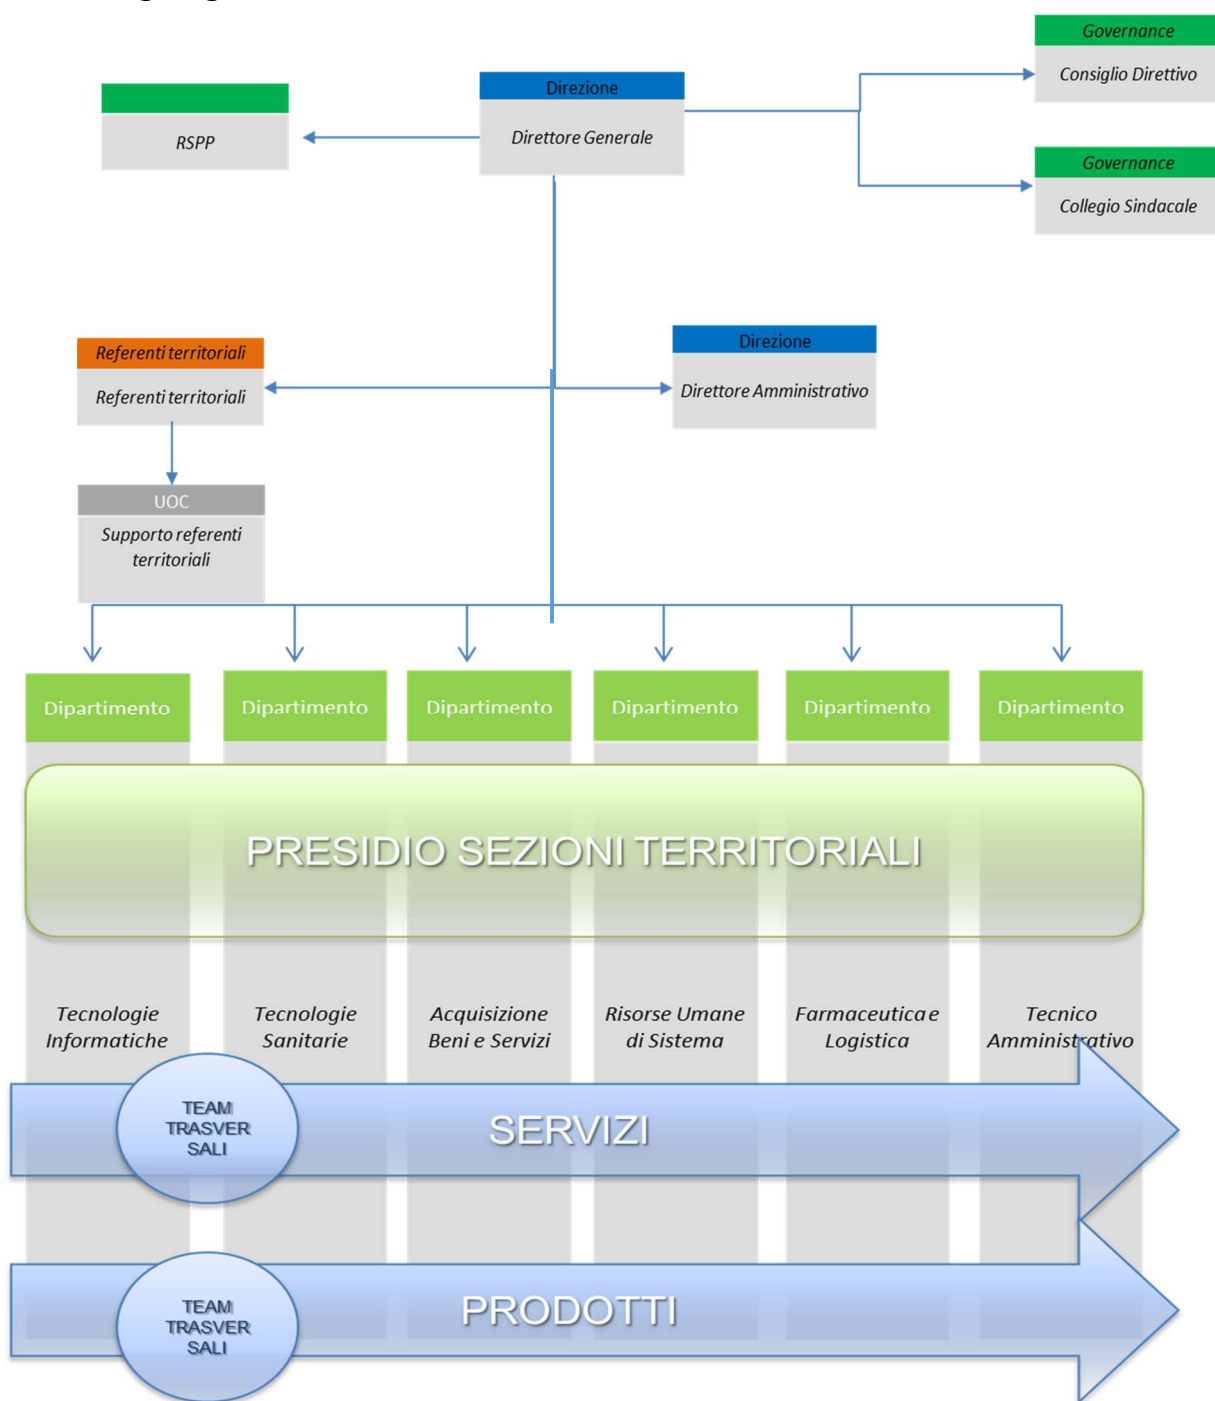 Governance
Consiglio Direttivo
Direzione
Direttore Generale
RSPP
Governance
Collegio Sindacale
Referenti territoriali
Referenti territoriali
Direzione
Direttore Amministrativo
UOC
Supporto referenti
territoriali
Dipartimento
Dipartimento
Dipartimento
Dipartimento
Dipartimento
Dipartimento
PRESIDIO SEZIONI TERRITORIALI
Tecnologie
Informatiche
Tecnologie
Sanitarie
Acquisizione
Beni e Servizi
Risorse Umane
di Sistema
Farmaceutica e
Logistica
Tecnico
Amministrativo
TEAM
TRASVER
SALI
SERVIZI
TEAM
TRASVER
SALI
PRODOTTI